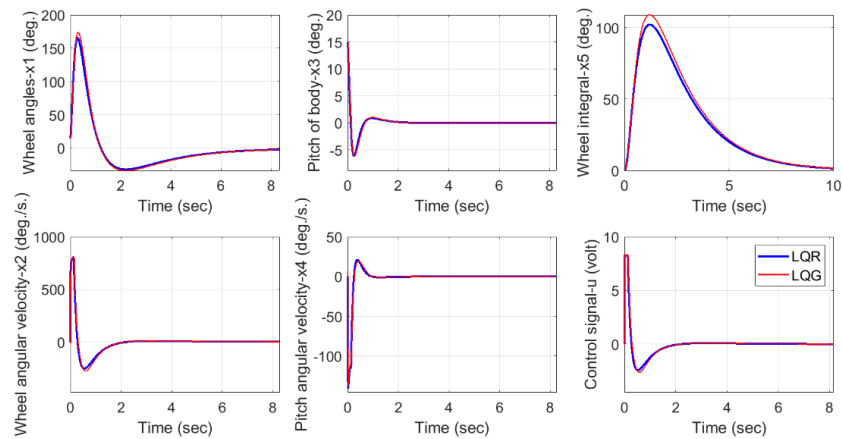 Wheel angles-x1 (deg.)
200
150
100
50
0
0 2 4 6 8
Time (sec)
Pitch of body-x3 (deg.)
20
15
10
5
0
-5
0 2 4 6 8
Time (sec)
Wheel integral-x5 (deg.)
100
50
0
0 5 10
Time (sec)
Wheel angular velocity-x2 (deg./s.)
1000
500
0
0 2 4 6 8
Time (sec)
Pitch angular velocity-x4 (deg./s.)
50
0
-50
-100
0 2 4 6 8
Time (sec)
Control signal-u (volt)
10
5
0
0 2 4 6 8
Time (sec)
LQR
LQG